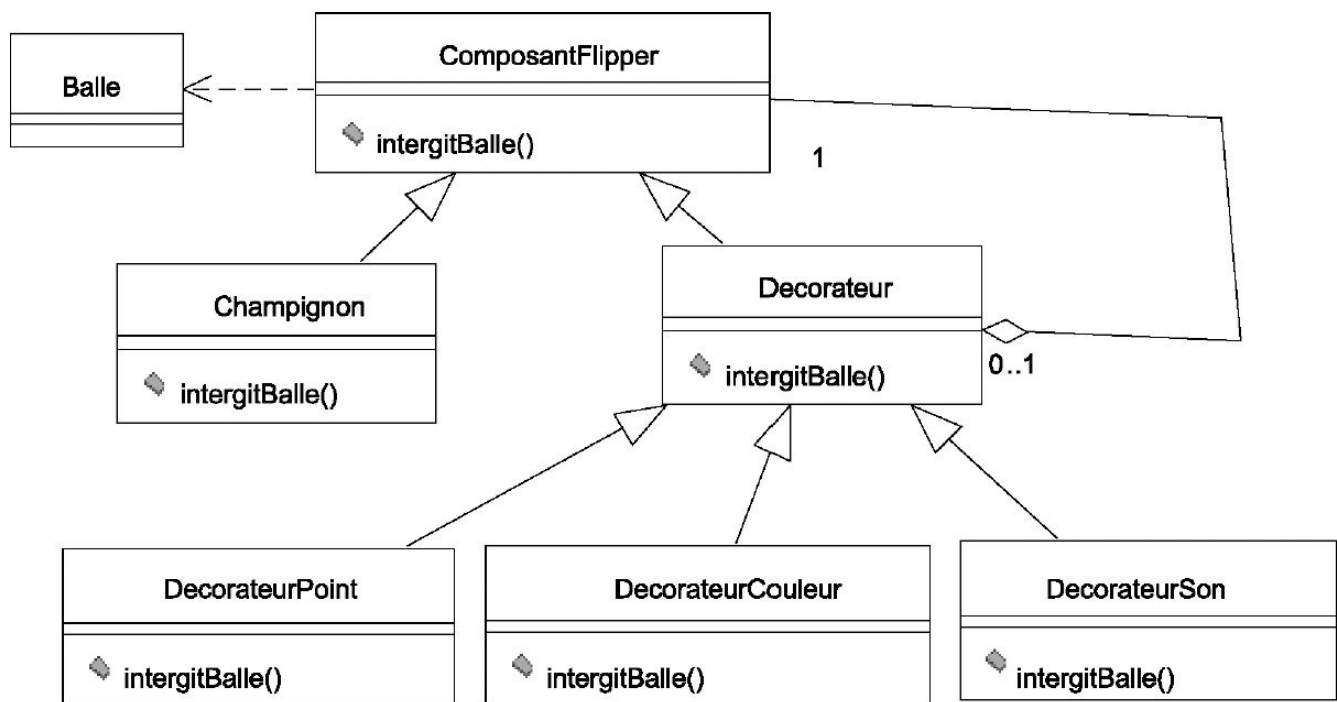 ComposantFlipper
Balle
intergitBalle()
1
Champignon
Decorateur
intergitBalle()
intergitBalle()
0..1
DecorateurPoint
DecorateurCouleur
DecorateurSon
intergitBalle()
intergitBalle()
intergitBalle()